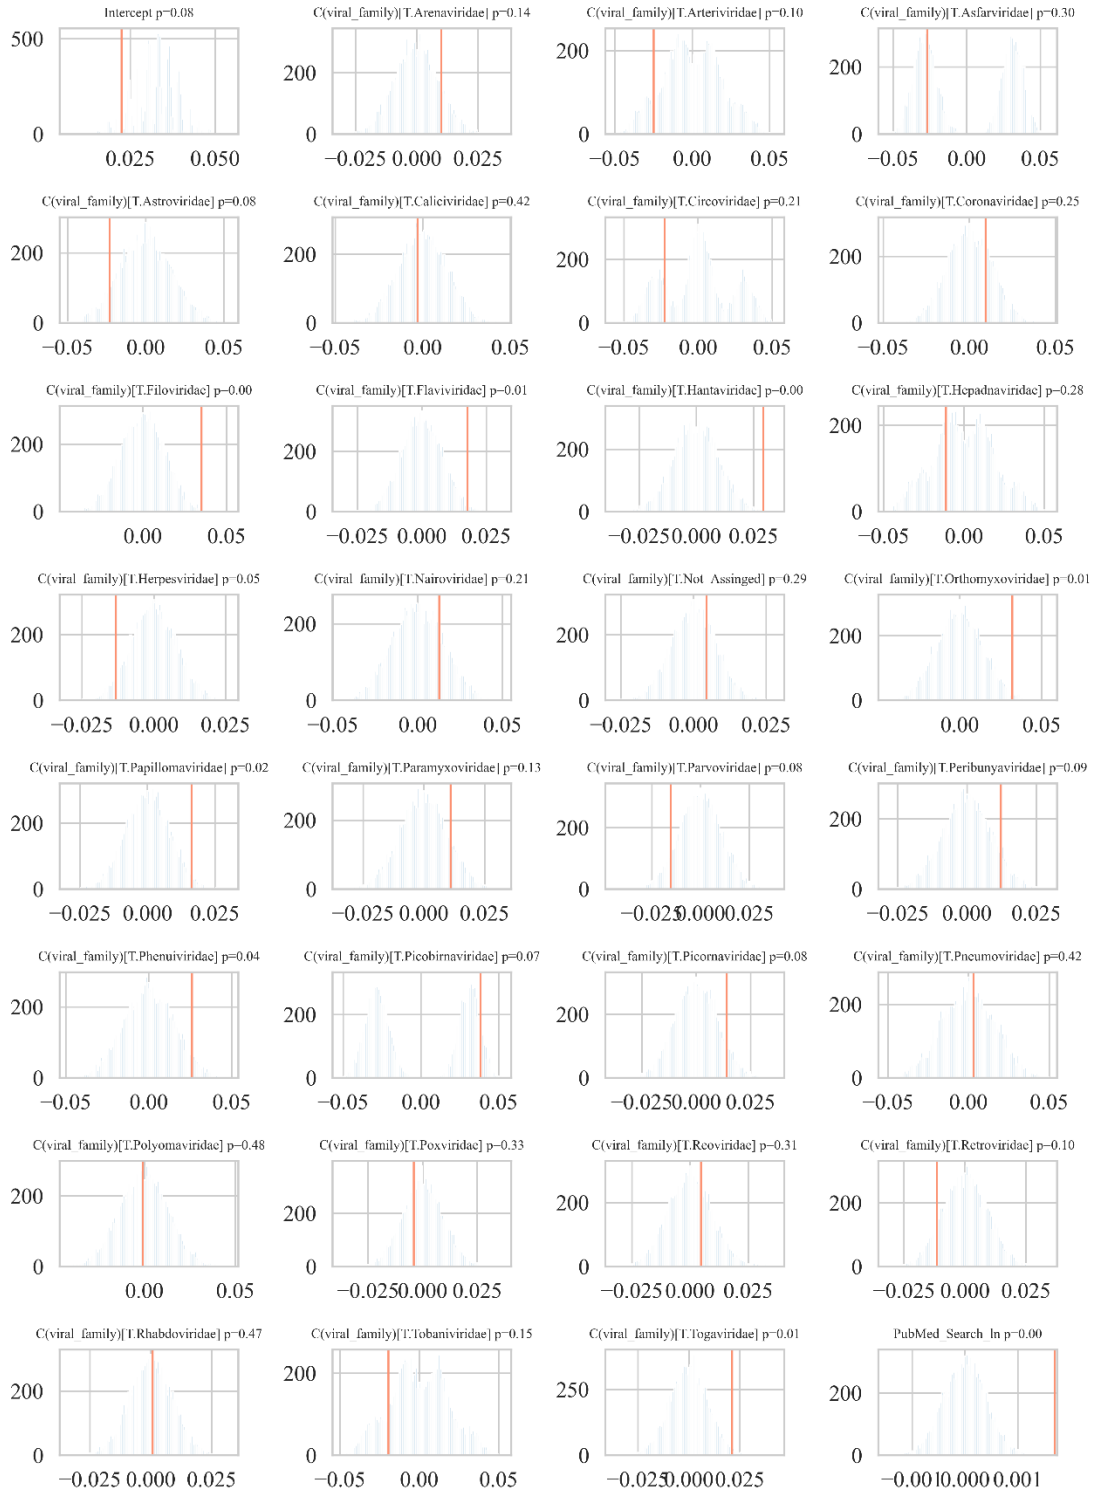 Intercept p=0.08 C(viral_family)[T.Arenaviridae] p=0.14 C(viral_family)[T.Arteriviridae] p=0.10 C(viral_family)[T.Asfarviridae] p=0.30
500 200 200 200
0 0 0 0
0.025 0.050 −0.025 0.000 0.025 −0.05 0.00 0.05 −0.05 0.00 0.05
C(viral_family)[T.Astroviridae] p=0.08 C(viral_family)[T.Caliciviridae] p=0.42 C(viral_family)[T.Circoviridae] p=0.21 C(viral_family)[T.Coronaviridae] p=0.25
200 200 200 200
0 0 0 0
−0.05 0.00 0.05 −0.05 0.00 0.05 −0.05 0.00 0.05 −0.05 0.00 0.05
C(viral_family)[T.Filoviridae] p=0.00 C(viral_family)[T.Flaviviridae] p=0.01 C(viral_family)[T.Hantaviridae] p=0.00 C(viral_family)[T.Hepadnaviridae] p=0.28
200 200 200 200
0 0 0 0
0.00 0.05 −0.025 0.000 0.025 −0.025 0.000 0.025 −0.05 0.00 0.05
C(viral_family)[T.Herpesviridae] p=0.05 C(viral_family)[T.Nairoviridae] p=0.21 C(viral_family)[T.Not_Assinged] p=0.29 C(viral_family)[T.Orthomyxoviridae] p=0.01
200 200 200 200
0 0 0 0
−0.025 0.000 0.025 −0.05 0.00 0.05 −0.025 0.000 0.025 0.00 0.05
C(viral_family)[T.Papillomaviridae] p=0.02 C(viral_family)[T.Paramyxoviridae] p=0.13 C(viral_family)[T.Parvoviridae] p=0.08 C(viral_family)[T.Peribunyaviridae] p=0.09
200 200 200 200
0 0 0 0
−0.025 0.000 0.025 −0.025 0.000 0.025 −0.025 0.000 0.025 −0.025 0.000 0.025
C(viral_family)[T.Phenuiviridae] p=0.04 C(viral_family)[T.Picobirnaviridae] p=0.07 C(viral_family)[T.Picornaviridae] p=0.08 C(viral_family)[T.Pneumoviridae] p=0.42
200 200 200 200
0 0 0 0
−0.05 0.00 0.05 −0.05 0.00 0.05 −0.025 0.000 0.025 −0.05 0.00 0.05
C(viral_family)[T.Polyomaviridae] p=0.48 C(viral_family)[T.Poxviridae] p=0.33 C(viral_family)[T.Reoviridae] p=0.31 C(viral_family)[T.Retroviridae] p=0.10
200 200 200 200
0 0 0 0
0.00 0.05 −0.025 0.000 0.025 −0.025 0.000 0.025 −0.025 0.000 0.025
C(viral_family)[T.Rhabdoviridae] p=0.47 C(viral_family)[T.Tobaniviridae] p=0.15 C(viral_family)[T.Togaviridae] p=0.01 PubMed_Search_ln p=0.00
200 200 250 200
0 0 0 0
−0.025 0.000 0.025 −0.05 0.00 0.05 −0.025 0.000 0.025 −0.001 0.000 0.001